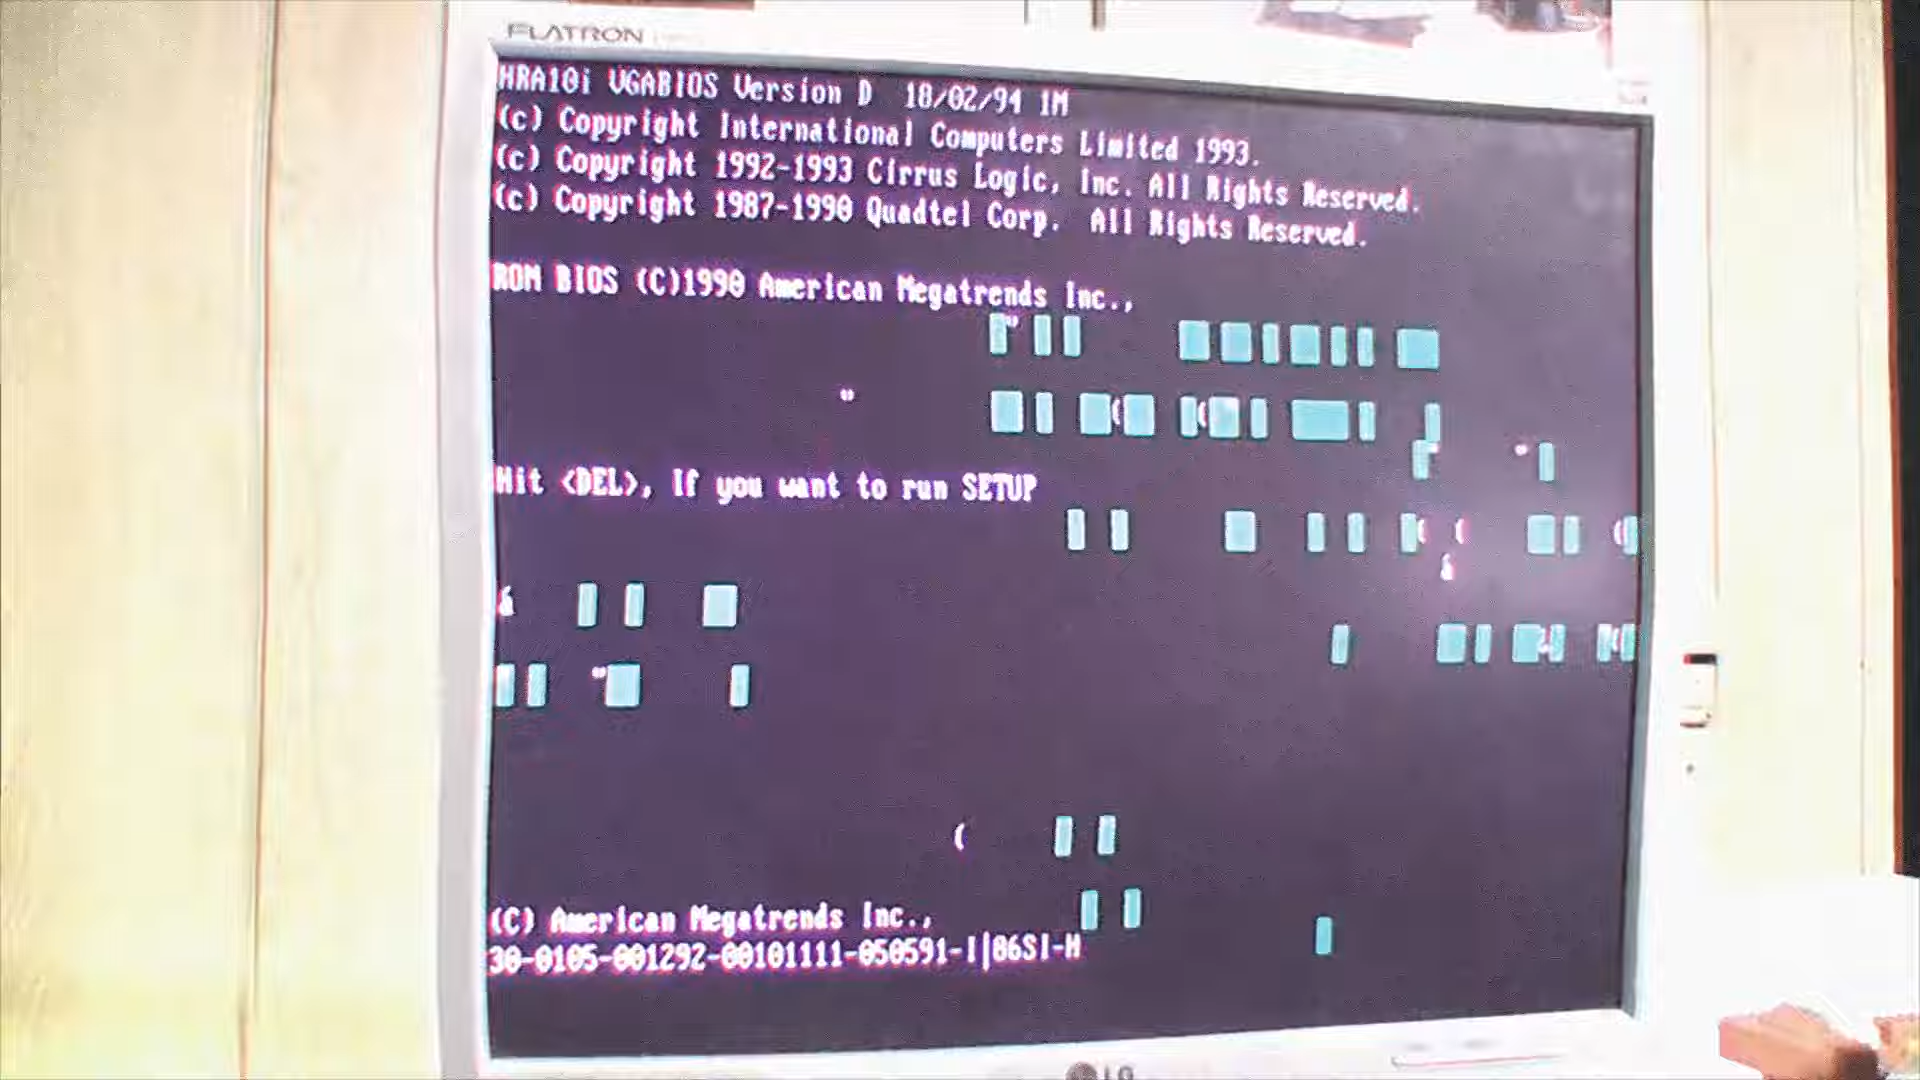 FLATRON
HRA10i VGABIOS Version D 18/02/94 1M
(c) Copyright International Computers Limited 1993.
(c) Copyright 1992-1993 Cirrus Logic, Inc. All Rights Reserved.
(c) Copyright 1987-1990 Quadtel Corp. All Rights Reserved.
ROM BIOS (C)1990 American Megatrends Inc.,
Hit <DEL>, If you want to run SETUP
(C) American Megatrends Inc.,
30-0105-001292-00101111-050591-I||86SI-H
LG